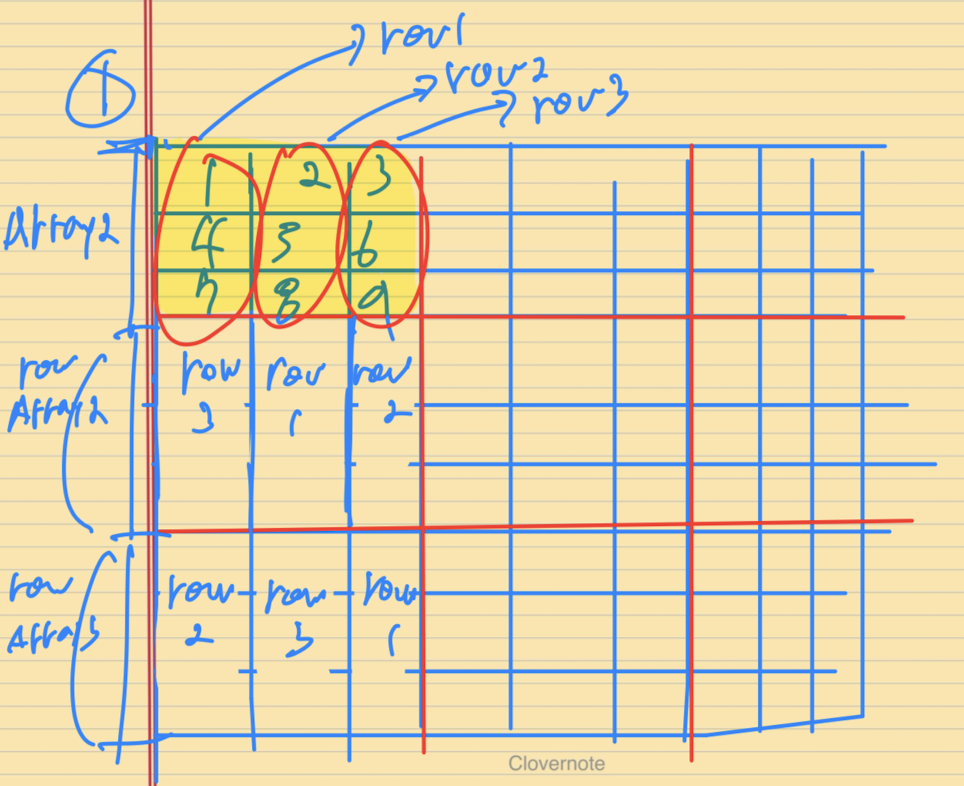 1
row1
row2
row3
1 2 3
Array2
4 5 6
7 8 9
row
Array2
row row row
3 1 2
row
Array3
row row row
2 3 1
Clovernote